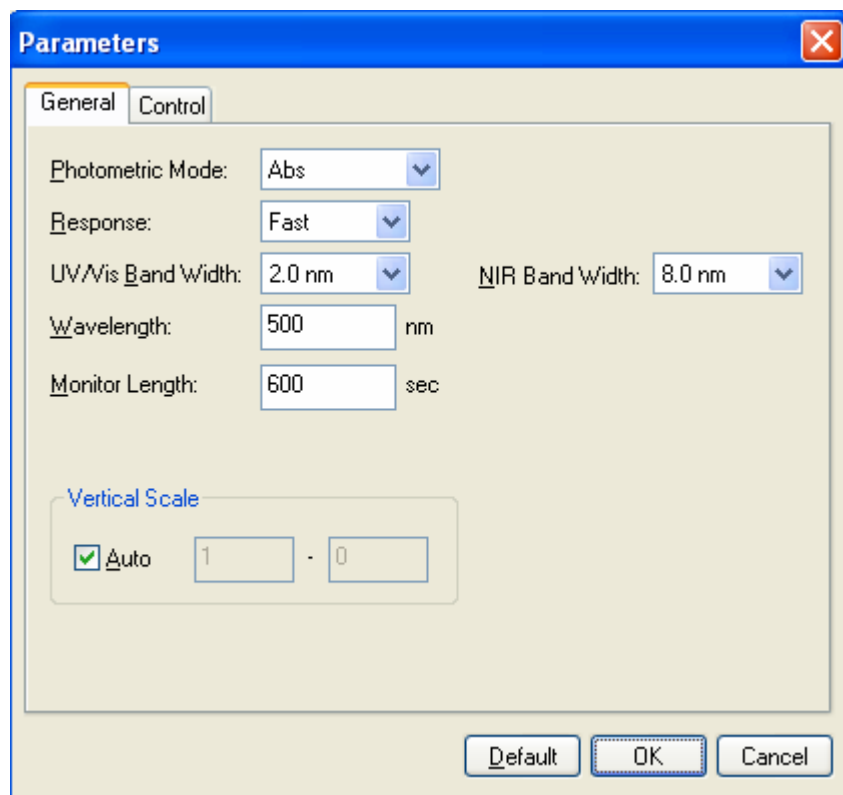 Parameters
General Control
Photometric Mode: Abs
Response: Fast
UV/Vis Band Width: 2.0 nm NIR Band Width: 8.0 nm
Wavelength: 500 nm
Monitor Length: 600 sec
Vertical Scale
Auto 1 - 0
Default OK Cancel